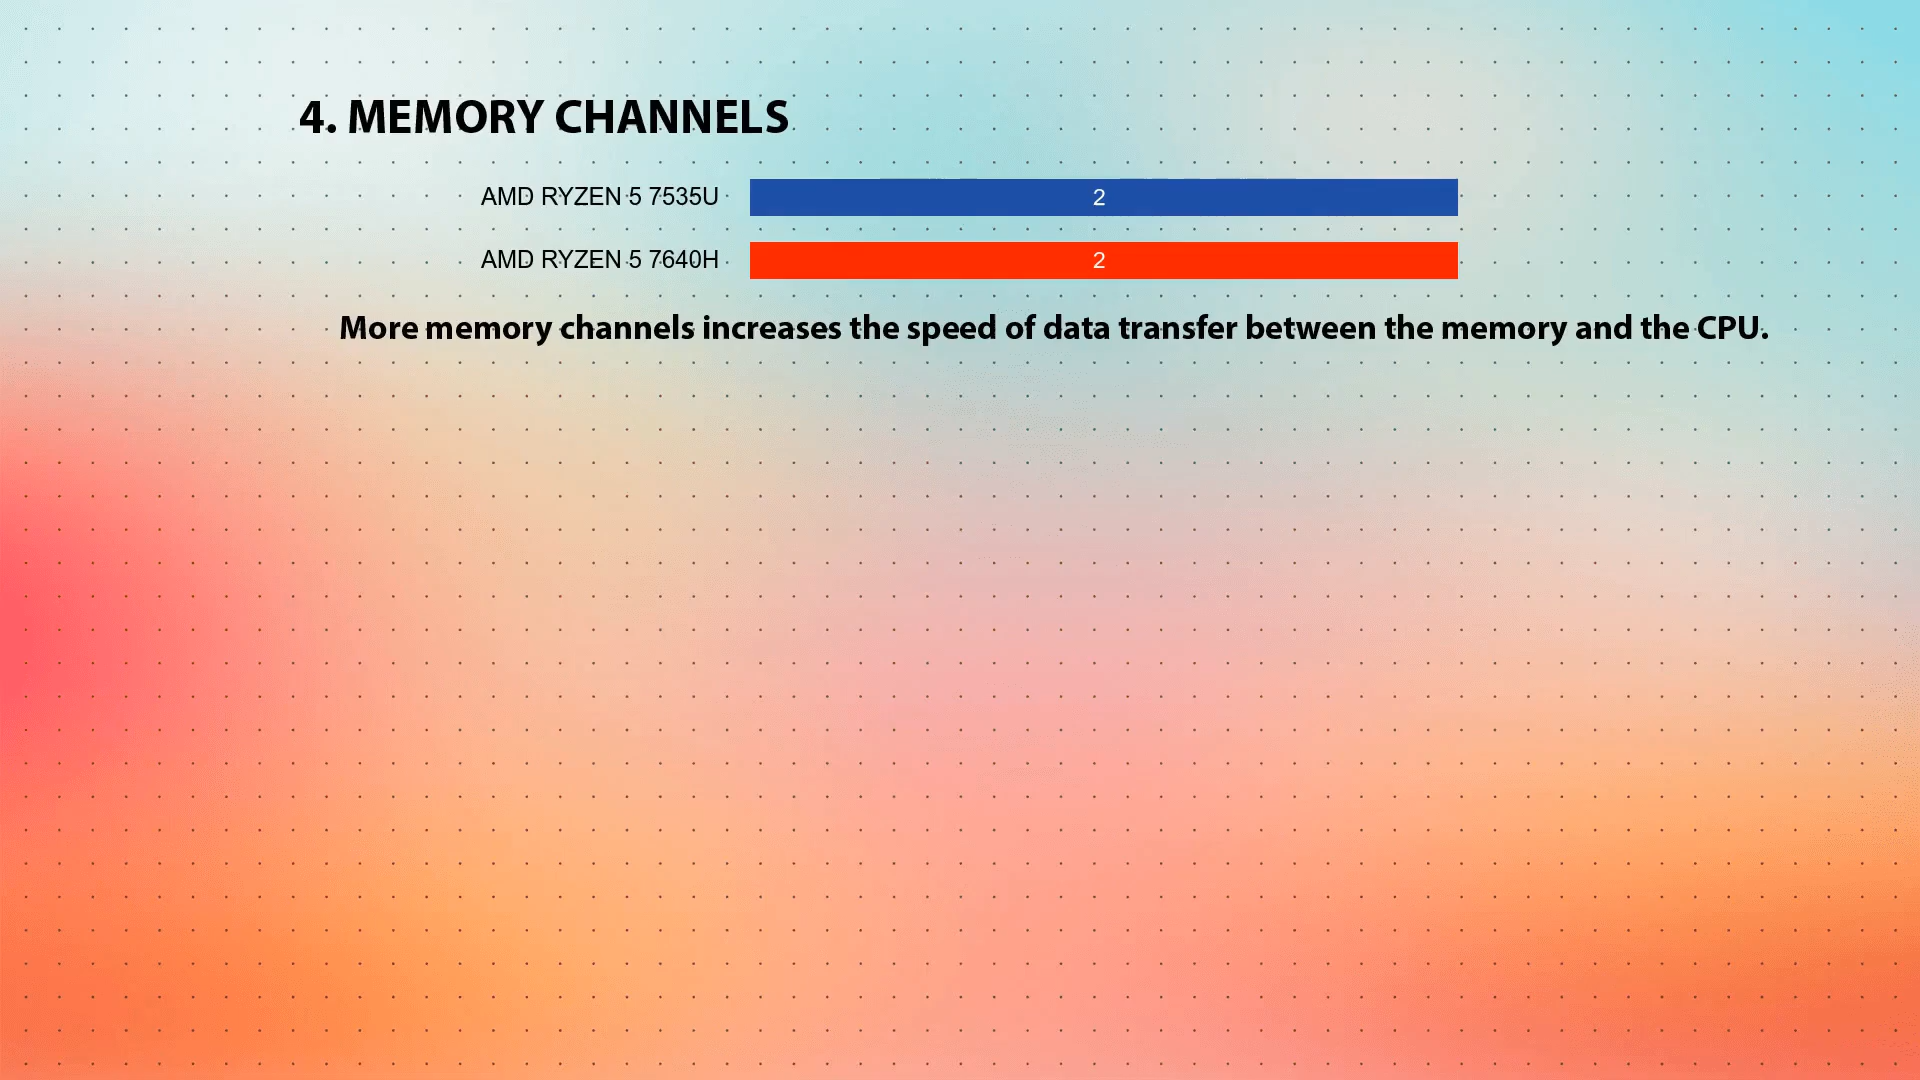 4. MEMORY CHANNELS
AMD RYZEN 5 7535U
2
AMD RYZEN 5 7640H
2
More memory channels increases the speed of data transfer between the memory and the CPU.